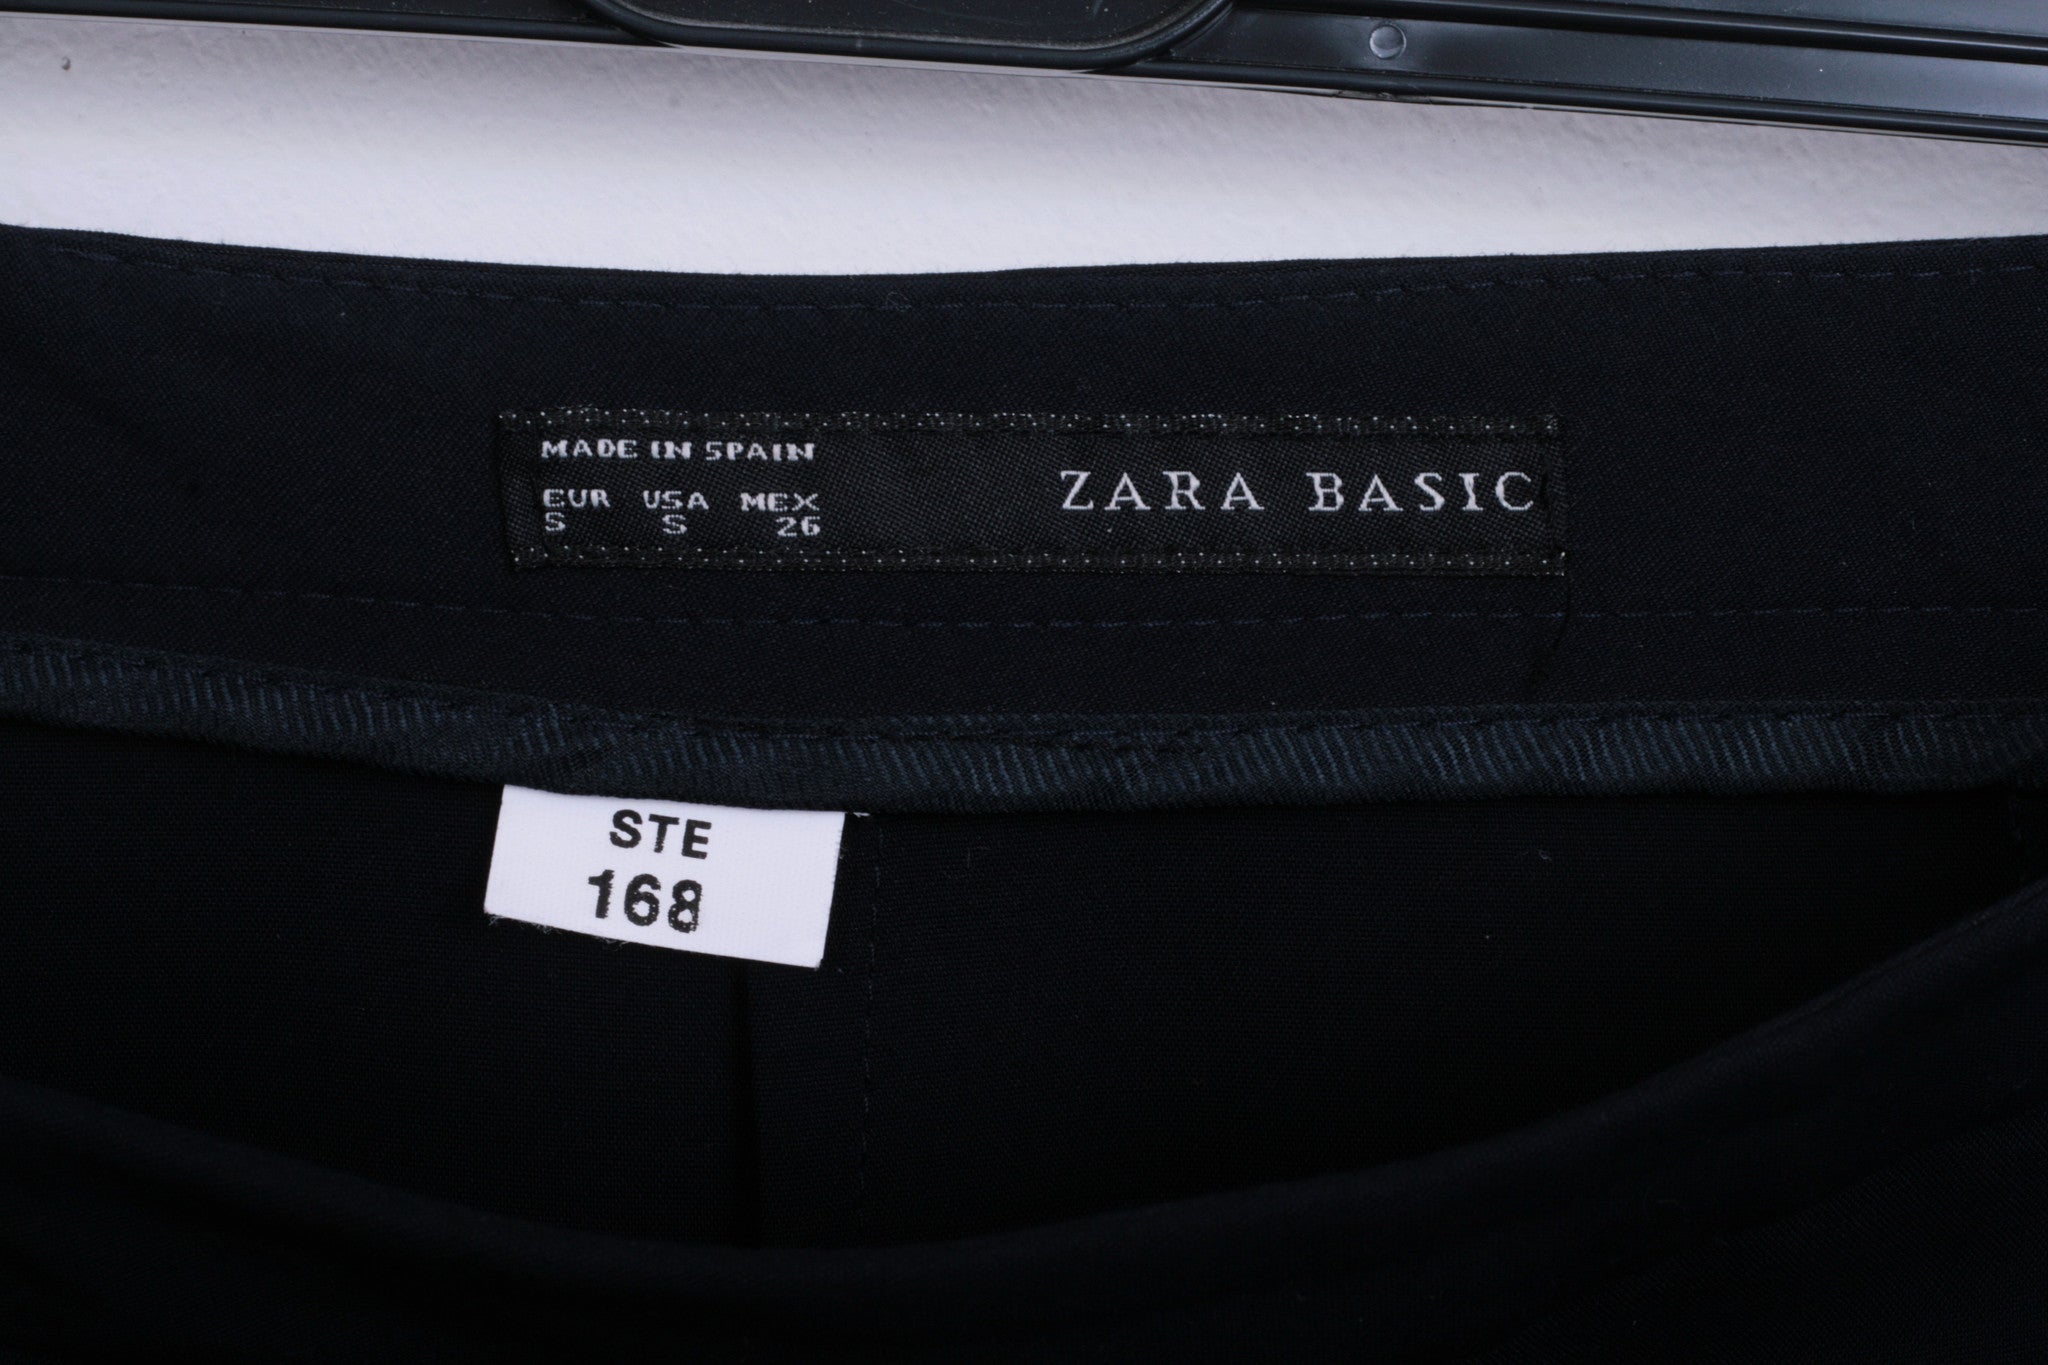 MADE IN SPAIN
EUR USA MEX
S S 26
ZARA BASIC
STE
168